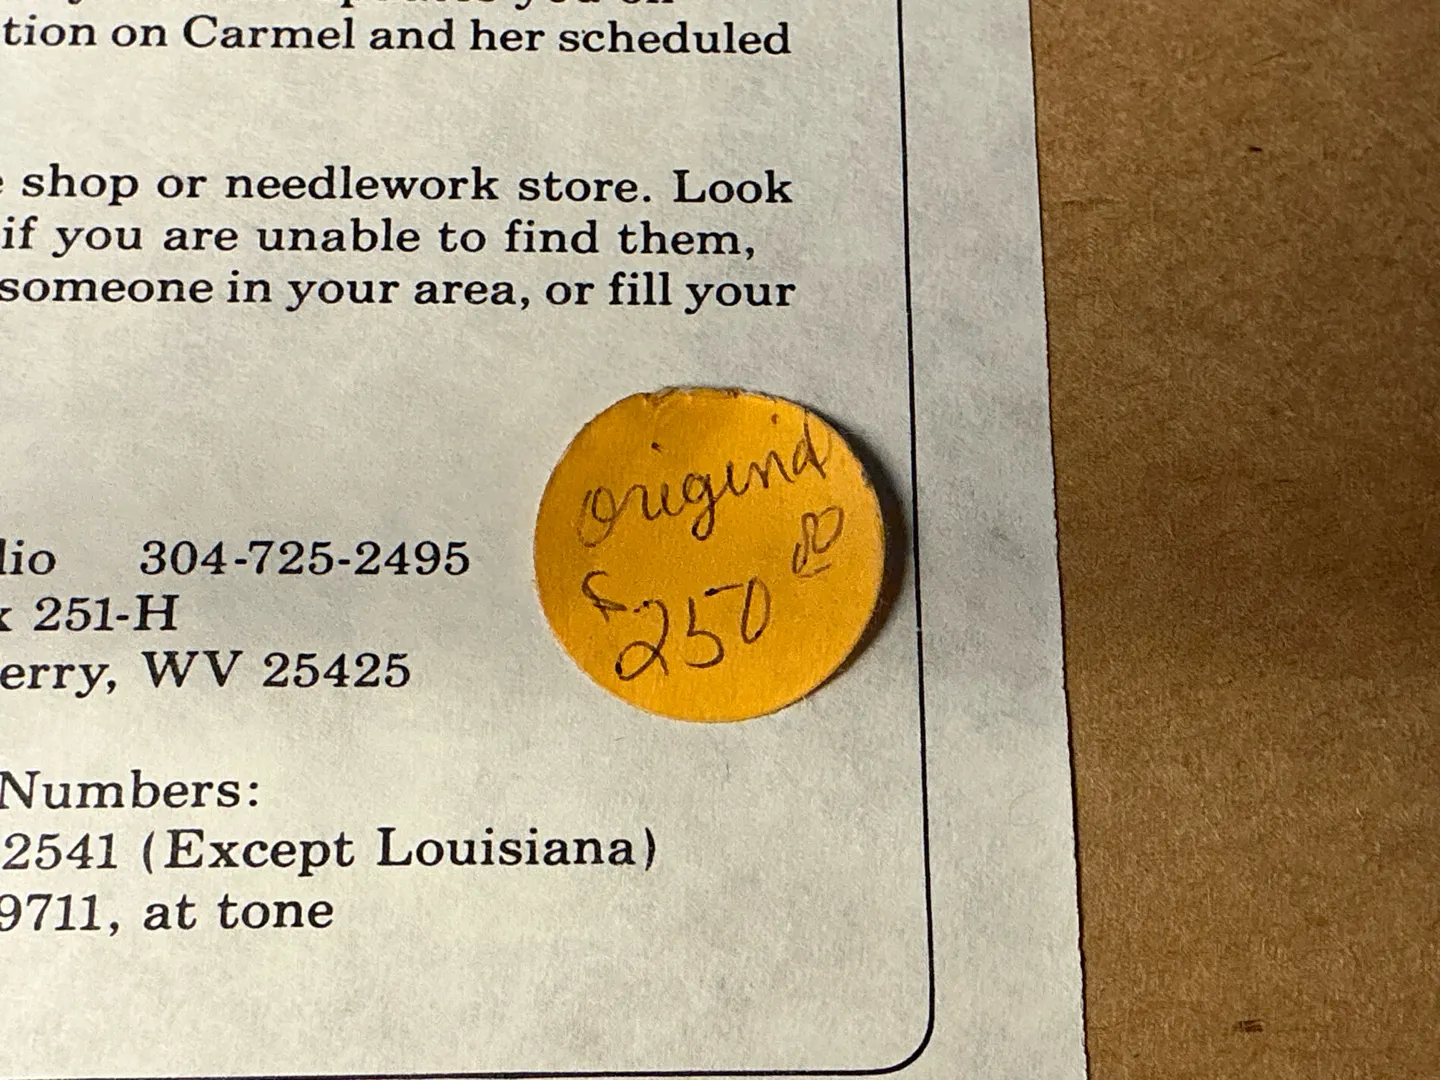 tion on Carmel and her scheduled
shop or needlework store. Look
if you are unable to find them,
someone in your area, or fill your
original
$250 00
lio 304-725-2495
251-H
erry, WV 25425
Numbers:
2541 (Except Louisiana)
9711, at tone